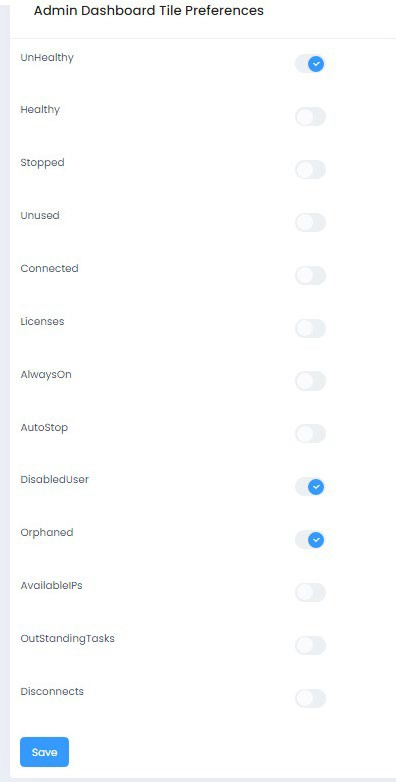 Admin Dashboard Tile Preferences
UnHealthy
Healthy
Stopped
Unused
Connected
Licenses
AlwaysOn
AutoStop
DisabledUser
Orphaned
AvailableIPs
OutStandingTasks
Disconnects
Save